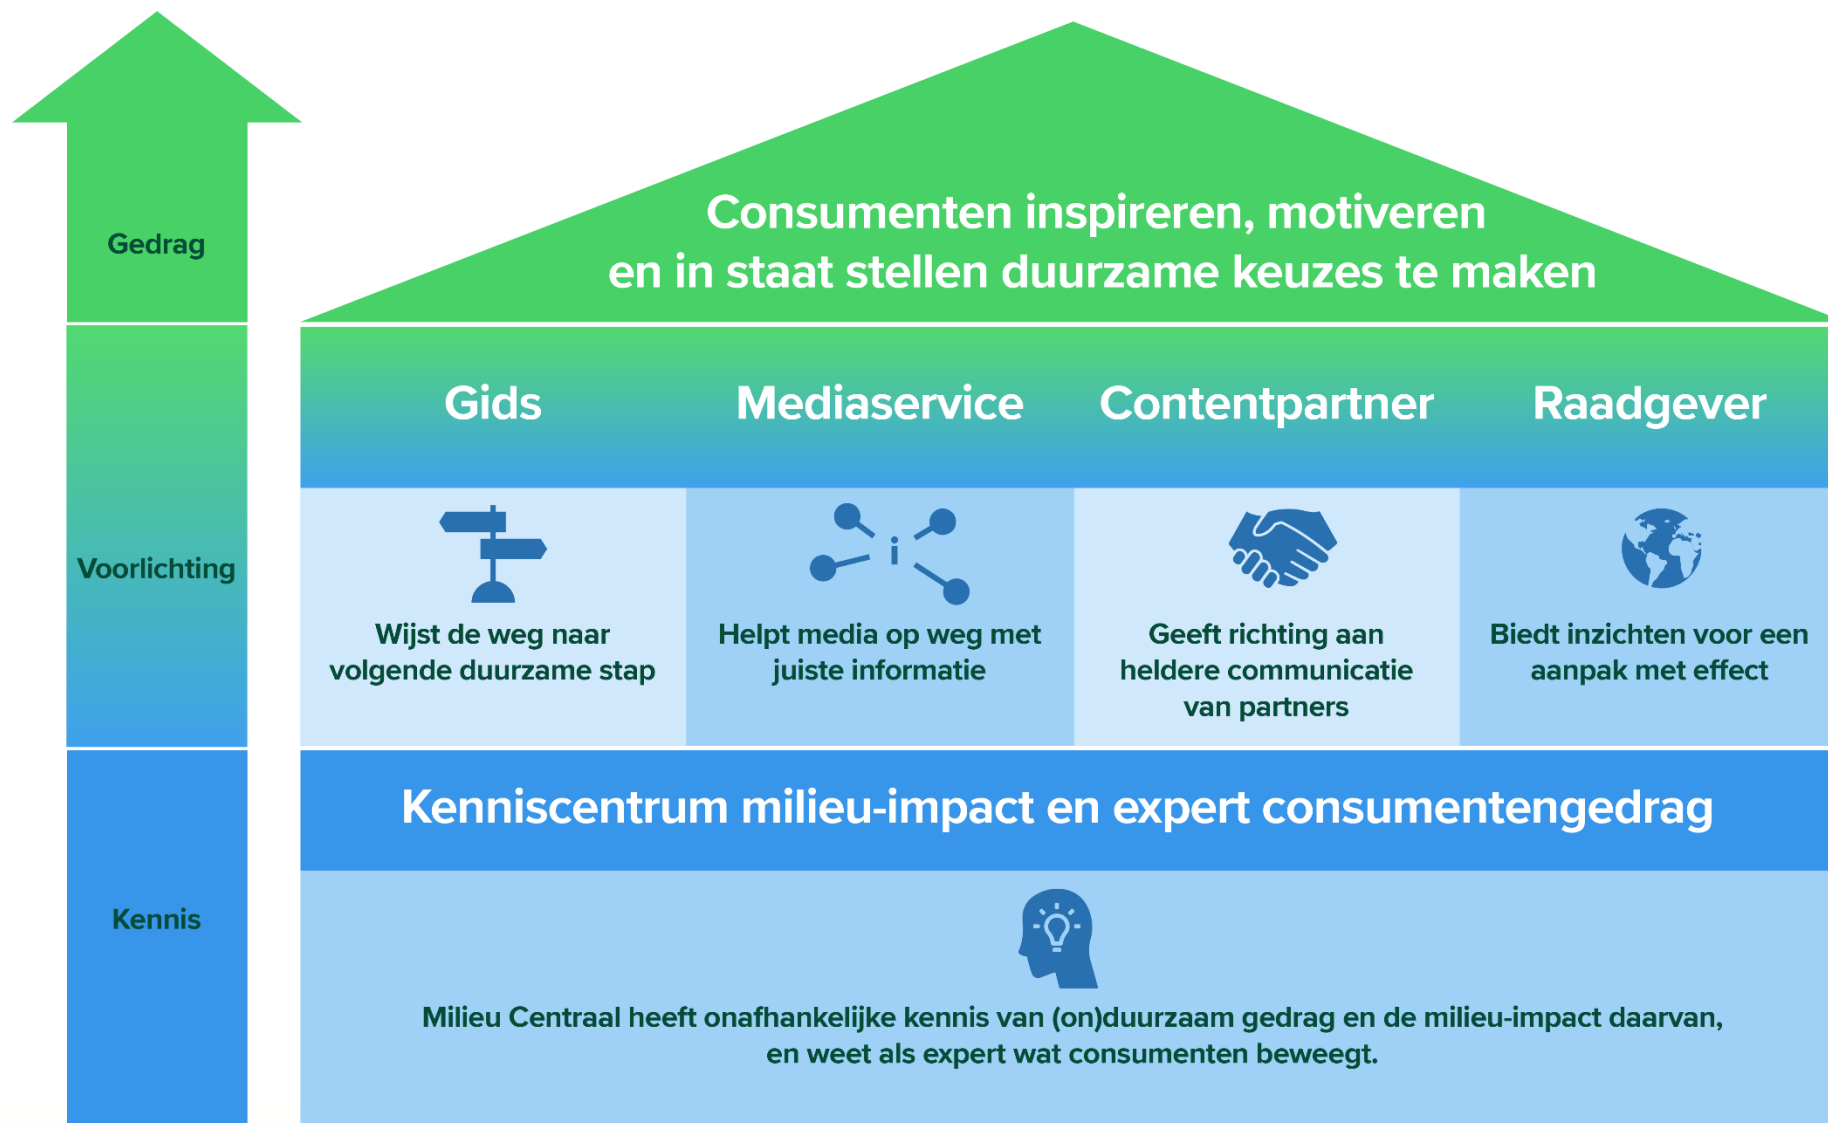 Gedrag
Consumenten inspireren, motiveren
en in staat stellen duurzame keuzes te maken
Voorlichting
Gids
Mediaservice
Contentpartner
Raadgever
i
Wijst de weg naar
volgende duurzame stap
Helpt media op weg met
juiste informatie
Geeft richting aan
heldere communicatie
van partners
Biedt inzichten voor een
aanpak met effect
Kennis
Kenniscentrum milieu-impact en expert consumentengedrag
Milieu Centraal heeft onafhankelijke kennis van (on)duurzaam gedrag en de milieu-impact daarvan,
en weet als expert wat consumenten beweegt.